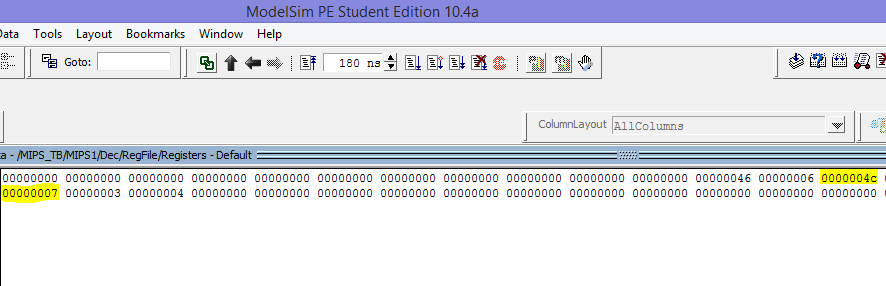 ModelSim PE Student Edition 10.4a
Data Tools Layout Bookmarks Window Help
Goto: 180 ns
ColumnLayout AllColumns
a - /MIPS_TB/MIPS1/Dec/RegFile/Registers - Default
00000000 00000000 00000000 00000000 00000000 00000000 00000000 00000000 00000000 00000000 00000000 00000046 00000006 0000004c 0
00000007 00000003 00000004 00000000 00000000 00000000 00000000 00000000 00000000 00000000 00000000 00000000 00000000 00000000 0